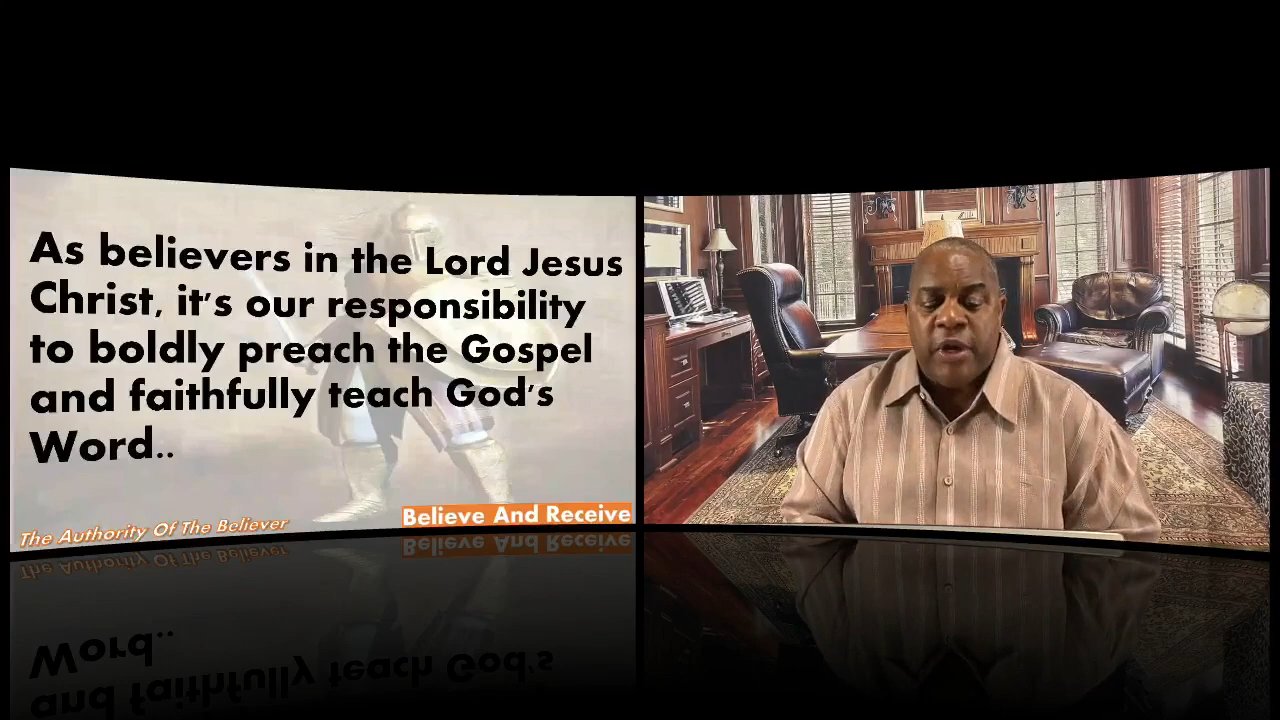 As believers in the Lord Jesus
Christ, it's our responsibility
to boldly preach the Gospel
and faithfully teach God's
Word..
The Authority Of The Believer
Believe And Receive